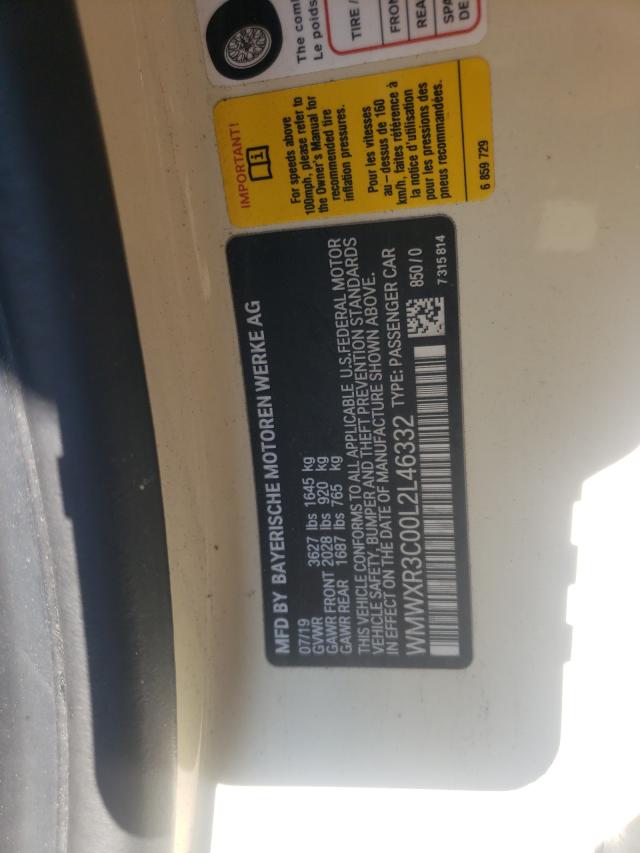 The com
Le poids
TIRE /
FRON
REA
SPA
DE
IMPORTANT!
For speeds above
100mph, please refer to
the Owner's Manual for
recommended tire
inflation pressures.
Pour les vitesses
au-dessus de 160
km/h, faites référence à
la notice d'utilisation
pour les pressions des
pneus recommandées.
6 859 729
MFD BY BAYERISCHE MOTOREN WERKE AG
07/19
GVWR 3627 lbs 1645 kg
GAWR FRONT 2028 lbs 920 kg
GAWR REAR 1687 lbs 765 kg
THIS VEHICLE CONFORMS TO ALL APPLICABLE U.S.FEDERAL MOTOR
VEHICLE SAFETY, BUMPER AND THEFT PREVENTION STANDARDS
IN EFFECT ON THE DATE OF MANUFACTURE SHOWN ABOVE.
WMWXR3C00L2L46332 TYPE: PASSENGER CAR
850/0
7 315 814